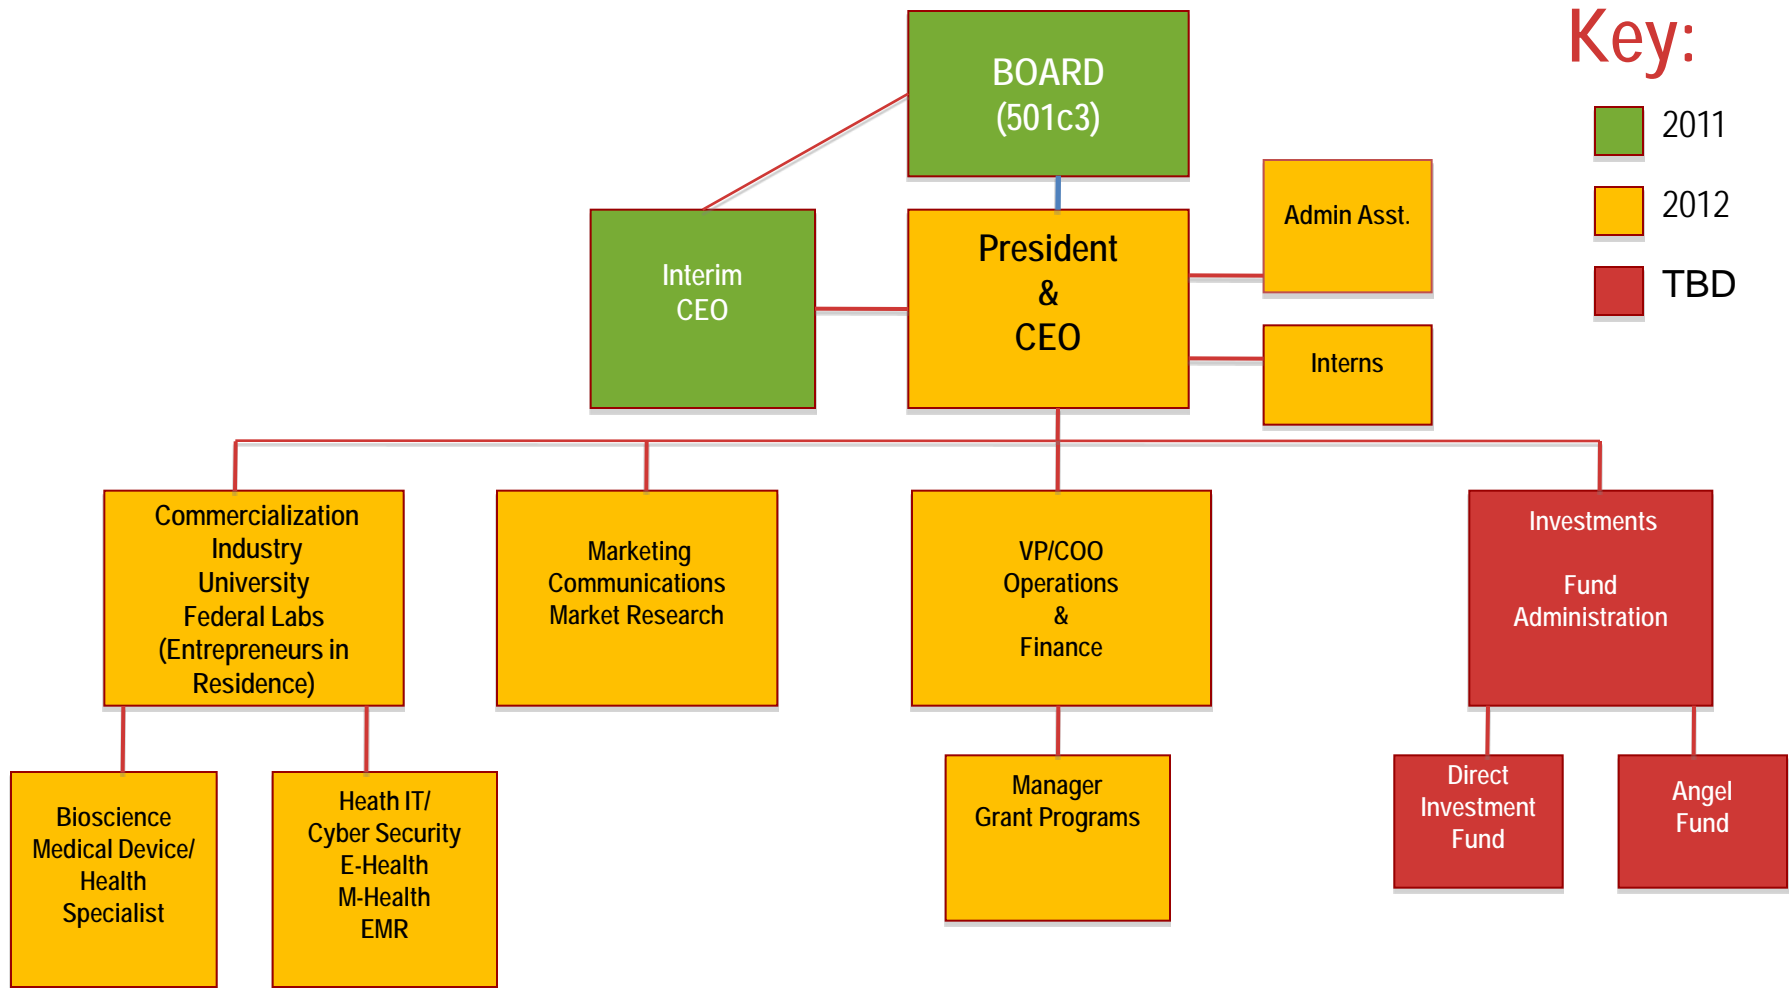 Key:
2011
2012
TBD
BOARD
(501c3)
Interim
CEO
President
&
CEO
Admin Asst.
Interns
Commercialization
Industry
University
Federal Labs
(Entrepreneurs in
Residence)
Marketing
Communications
Market Research
VP/COO
Operations
&
Finance
Investments
Fund
Administration
Bioscience
Medical Device/
Health
Specialist
Heath IT/
Cyber Security
E-Health
M-Health
EMR
Manager
Grant Programs
Direct
Investment
Fund
Angel
Fund